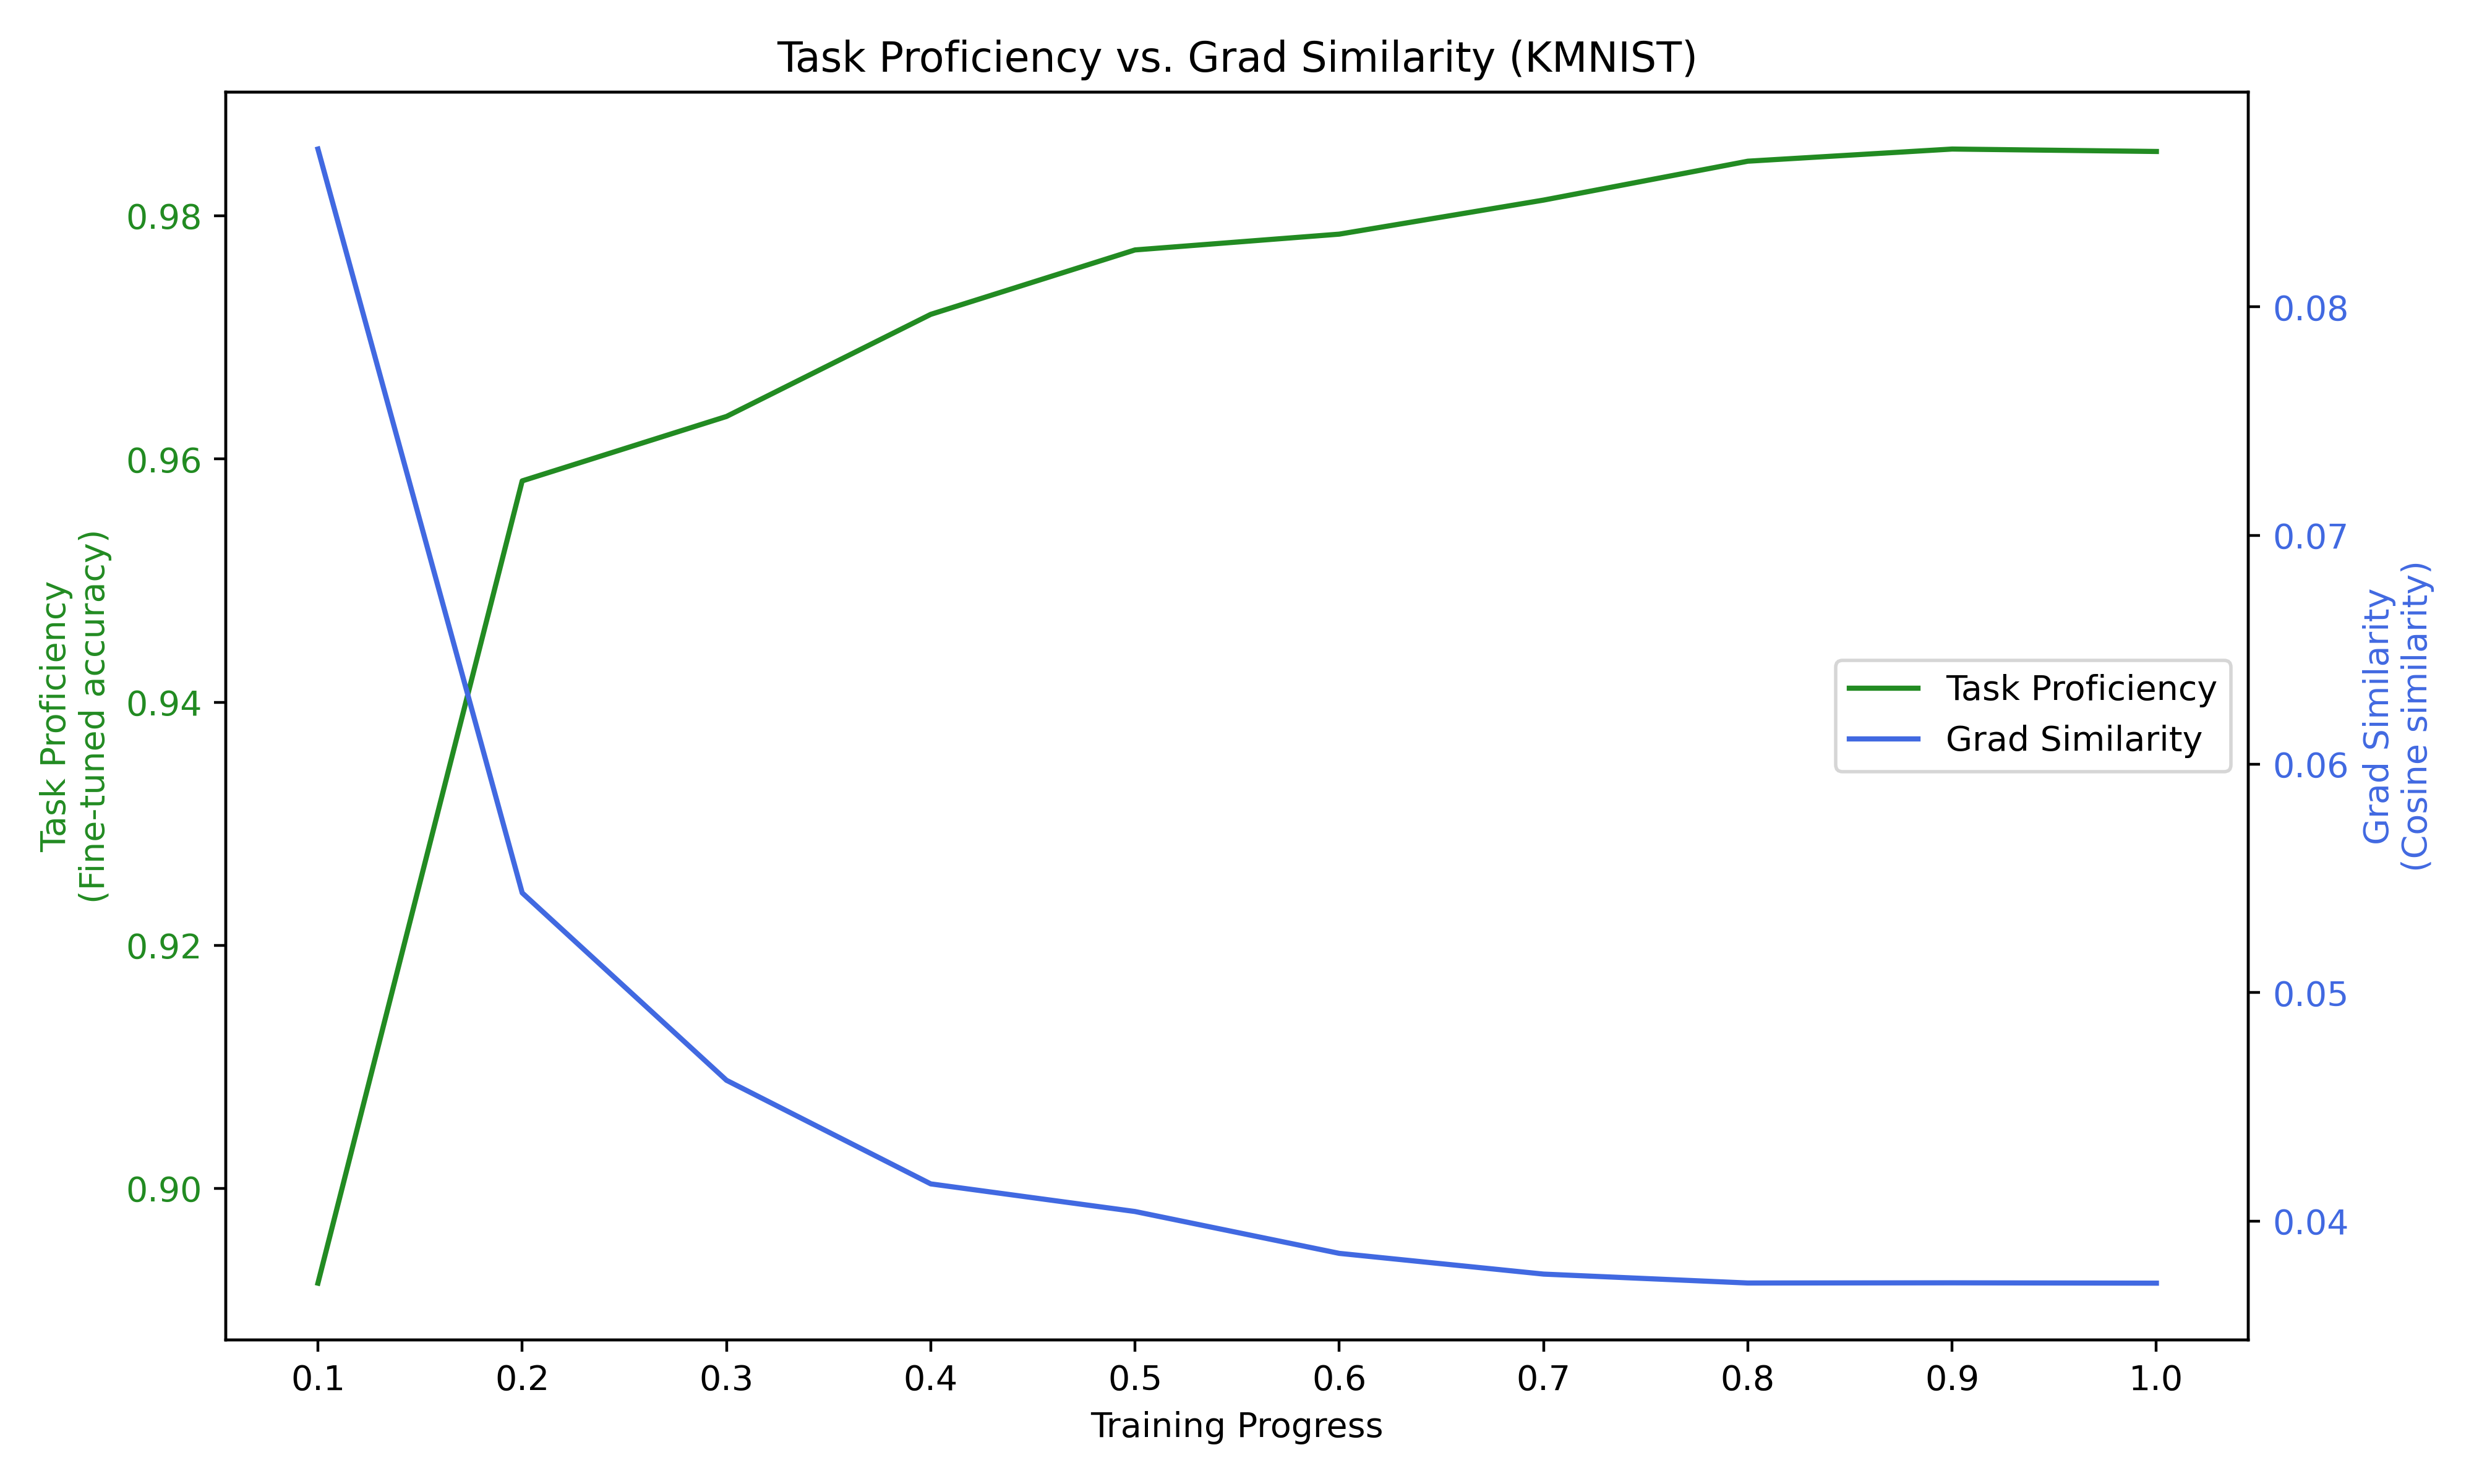 Task Proficiency vs. Grad Similarity (KMNIST)
Task Proficiency
(Fine-tuned accuracy)
0.98
0.96
0.94
0.92
0.90
Task Proficiency
Grad Similarity
0.08
0.07
0.06
0.05
0.04
Grad Similarity
(Cosine similarity)
0.1 0.2 0.3 0.4 0.5 0.6 0.7 0.8 0.9 1.0
Training Progress